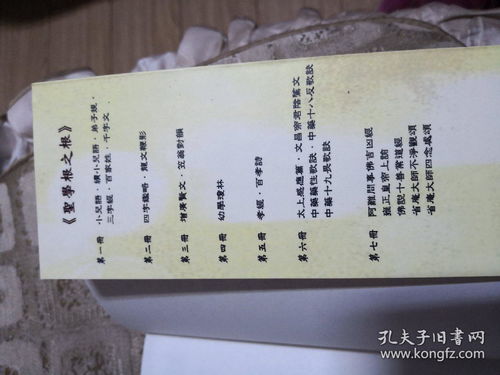 《聖學根之根》
第一冊 小兒語．續小兒語．弟子規．
三字經．百家姓．千字文
第二冊 四字鑑略．龍文鞭影
第三冊 增廣賢文．笠翁對韻
第四冊 幼學瓊林
第五冊 孝經．百孝詩
第六冊 太上感應篇．文昌帝君陰騭文
中藥藥性歌訣．中藥十八反歌訣
中藥十九畏歌訣
第七冊 阿難問事佛吉凶經
雍正皇帝上諭
佛說十善業道經
省庵大師不淨觀頌
省庵大師四念處頌
孔夫子旧书网
www.kongfz.com